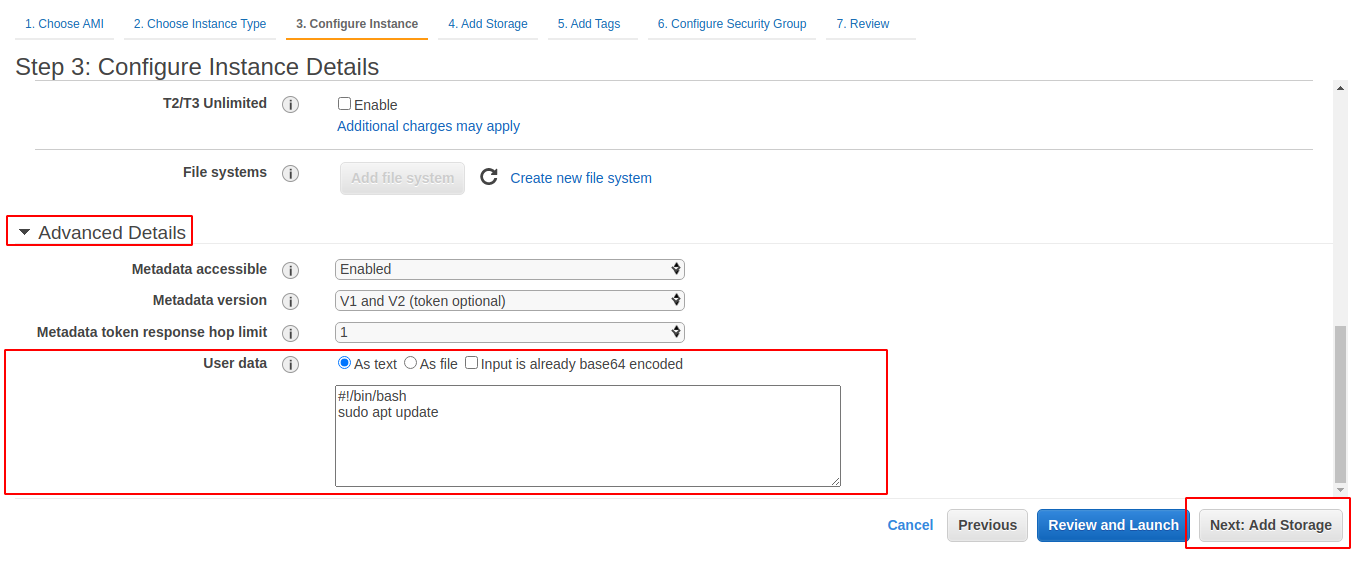 1. Choose AMI 2. Choose Instance Type 3. Configure Instance 4. Add Storage 5. Add Tags 6. Configure Security Group 7. Review
Step 3: Configure Instance Details
T2/T3 Unlimited i Enable
Additional charges may apply
File systems i Add file system Create new file system
Advanced Details
Metadata accessible i Enabled
Metadata version i V1 and V2 (token optional)
Metadata token response hop limit i 1
User data i As text As file Input is already base64 encoded
#!/bin/bash
sudo apt update
Cancel Previous Review and Launch Next: Add Storage